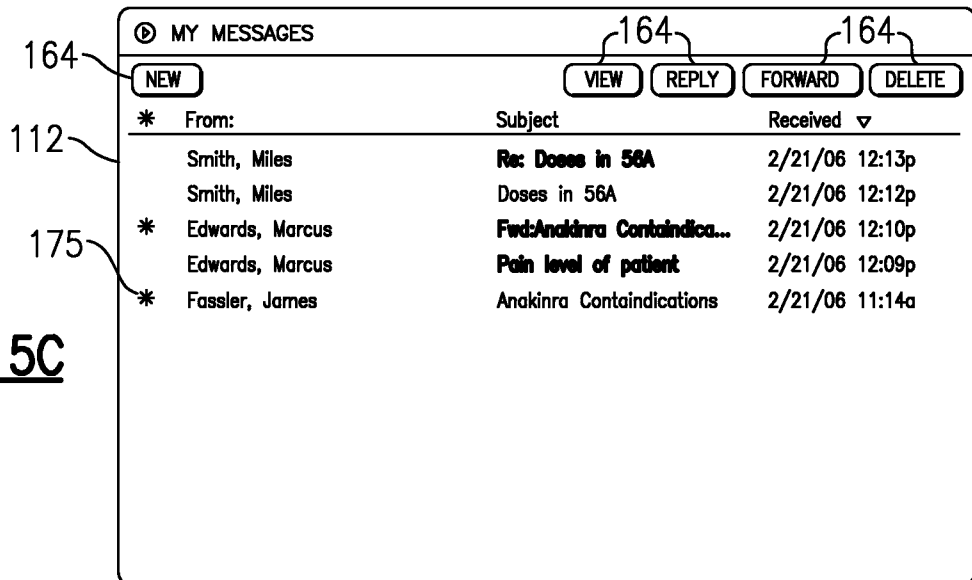 MY MESSAGES 164 164
164 NEW VIEW REPLY FORWARD DELETE
* From: Subject Received ▿
112
Smith, Miles Re: Doses in 56A 2/21/06 12:13p
Smith, Miles Doses in 56A 2/21/06 12:12p
* Edwards, Marcus Fwd:Anakinra Containdica... 2/21/06 12:10p
175
Edwards, Marcus Pain level of patient 2/21/06 12:09p
* Fassler, James Anakinra Containdications 2/21/06 11:14a
5C